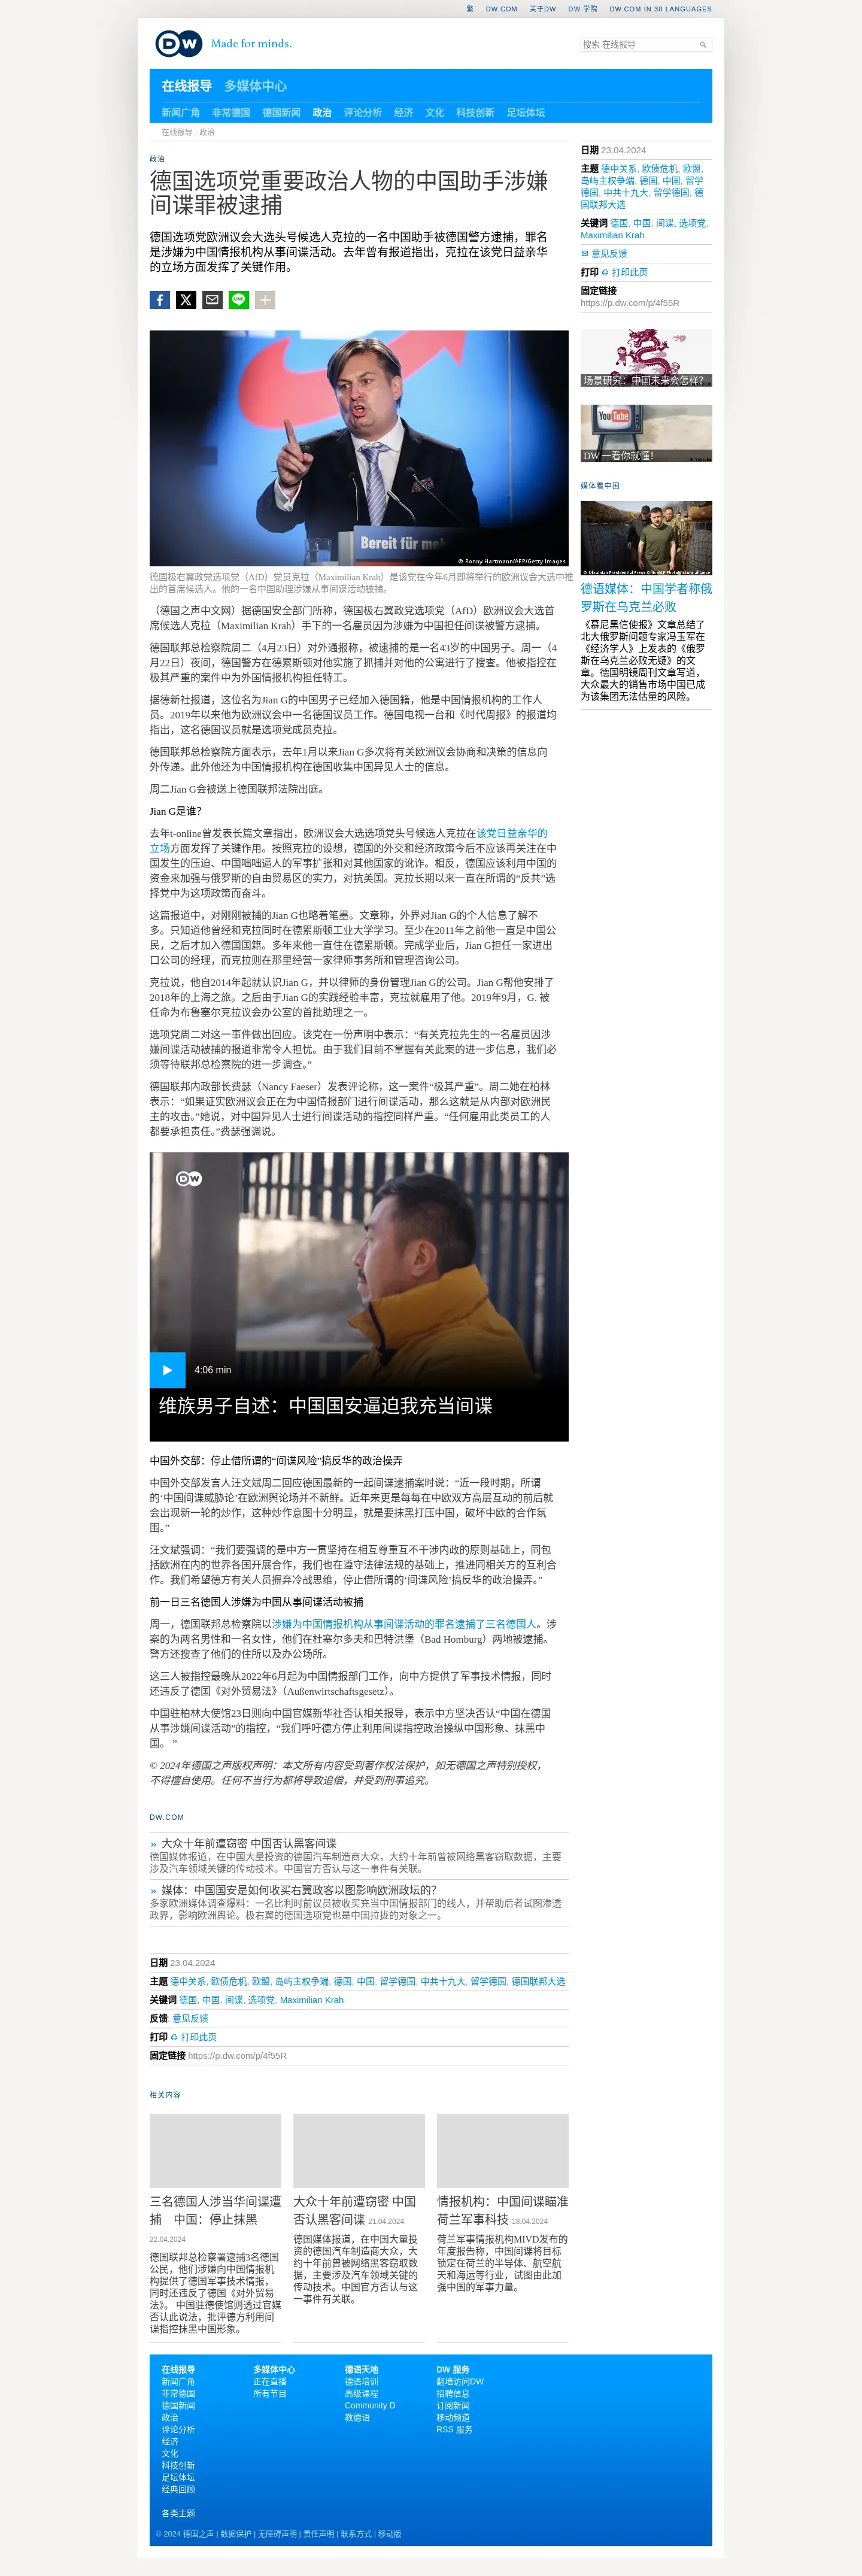 繁 DW.COM 关于DW DW 学院 DW.COM IN 30 LANGUAGES
DW Made for minds.
搜索 在线报导
在线报导 多媒体中心
新闻广角 非常德国 德国新闻 政治 评论分析 经济 文化 科技创新 足坛体坛
在线报导 / 政治
政治
德国选项党重要政治人物的中国助手涉嫌
间谍罪被逮捕
德国选项党欧洲议会大选头号候选人克拉的一名中国助手被德国警方逮捕，罪名
是涉嫌为中国情报机构从事间谍活动。去年曾有报道指出，克拉在该党日益亲华
的立场方面发挥了关键作用。
Bereit für meh
© Ronny Hartmann/AFP/Getty Images
德国极右翼政党选项党（AfD）党员克拉（Maximilian Krah）是该党在今年6月即将举行的欧洲议会大选中推
出的首席候选人。他的一名中国助理涉嫌从事间谍活动被捕。
（德国之声中文网）据德国安全部门所称，德国极右翼政党选项党（AfD）欧洲议会大选首
席候选人克拉（Maximilian Krah）手下的一名雇员因为涉嫌为中国担任间谍被警方逮捕。
德国联邦总检察院周二（4月23日）对外通报称，被逮捕的是一名43岁的中国男子。周一（4
月22日）夜间，德国警方在德累斯顿对他实施了抓捕并对他的公寓进行了搜查。他被指控在
极其严重的案件中为外国情报机构担任特工。
据德新社报道，这位名为Jian G的中国男子已经加入德国籍，他是中国情报机构的工作人
员。2019年以来他为欧洲议会中一名德国议员工作。德国电视一台和《时代周报》的报道均
指出，这名德国议员就是选项党成员克拉。
德国联邦总检察院方面表示，去年1月以来Jian G多次将有关欧洲议会协商和决策的信息向
外传递。此外他还为中国情报机构在德国收集中国异见人士的信息。
周二Jian G会被送上德国联邦法院出庭。
Jian G是谁？
去年t-online曾发表长篇文章指出，欧洲议会大选选项党头号候选人克拉在该党日益亲华的
立场方面发挥了关键作用。按照克拉的设想，德国的外交和经济政策今后不应该再关注在中
国发生的压迫、中国咄咄逼人的军事扩张和对其他国家的讹诈。相反，德国应该利用中国的
资金来加强与俄罗斯的自由贸易区的实力，对抗美国。克拉长期以来一直在所谓的“反共”选
择党中为这项政策而奋斗。
这篇报道中，对刚刚被捕的Jian G也略着笔墨。文章称，外界对Jian G的个人信息了解不
多。只知道他曾经和克拉同时在德累斯顿工业大学学习。至少在2011年之前他一直是中国公
民，之后才加入德国国籍。多年来他一直住在德累斯顿。完成学业后，Jian G担任一家进出
口公司的经理，而克拉则在那里经营一家律师事务所和管理咨询公司。
克拉说，他自2014年起就认识Jian G，并以律师的身份管理Jian G的公司。Jian G帮他安排了
2018年的上海之旅。之后由于Jian G的实践经验丰富，克拉就雇用了他。2019年9月，G. 被
任命为布鲁塞尔克拉议会办公室的首批助理之一。
选项党周二对这一事件做出回应。该党在一份声明中表示：“有关克拉先生的一名雇员因涉
嫌间谍活动被捕的报道非常令人担忧。由于我们目前不掌握有关此案的进一步信息，我们必
须等待联邦总检察院的进一步调查。”
德国联邦内政部长费瑟（Nancy Faeser）发表评论称，这一案件“极其严重”。周二她在柏林
表示：“如果证实欧洲议会正在为中国情报部门进行间谍活动，那么这就是从内部对欧洲民
主的攻击。”她说，对中国异见人士进行间谍活动的指控同样严重。“任何雇用此类员工的人
都要承担责任。”费瑟强调说。
DW
4:06 min
维族男子自述：中国国安逼迫我充当间谍
中国外交部：停止借所谓的“间谍风险”搞反华的政治操弄
中国外交部发言人汪文斌周二回应德国最新的一起间谍逮捕案时说：“近一段时期，所谓
的‘中国间谍威胁论’在欧洲舆论场并不新鲜。近年来更是每每在中欧双方高层互动的前后就
会出现新一轮的炒作，这种炒作意图十分明显，就是要抹黑打压中国，破坏中欧的合作氛
围。”
汪文斌强调：“我们要强调的是中方一贯坚持在相互尊重互不干涉内政的原则基础上，同包
括欧洲在内的世界各国开展合作，我们也在遵守法律法规的基础上，推进同相关方的互利合
作。我们希望德方有关人员摒弃冷战思维，停止借所谓的‘间谍风险’搞反华的政治操弄。”
前一日三名德国人涉嫌为中国从事间谍活动被捕
周一，德国联邦总检察院以涉嫌为中国情报机构从事间谍活动的罪名逮捕了三名德国人。涉
案的为两名男性和一名女性，他们在杜塞尔多夫和巴特洪堡（Bad Homburg）两地被逮捕。
警方还搜查了他们的住所以及办公场所。
这三人被指控最晚从2022年6月起为中国情报部门工作，向中方提供了军事技术情报，同时
还违反了德国《对外贸易法》（Außenwirtschaftsgesetz）。
中国驻柏林大使馆23日则向中国官媒新华社否认相关报导，表示中方坚决否认“中国在德国
从事涉嫌间谍活动”的指控，“我们呼吁德方停止利用间谍指控政治操纵中国形象、抹黑中
国。 ”
© 2024年德国之声版权声明：本文所有内容受到著作权法保护，如无德国之声特别授权，
不得擅自使用。任何不当行为都将导致追偿，并受到刑事追究。
DW.COM
» 大众十年前遭窃密 中国否认黑客间谍
德国媒体报道，在中国大量投资的德国汽车制造商大众，大约十年前曾被网络黑客窃取数据，主要
涉及汽车领域关键的传动技术。中国官方否认与这一事件有关联。
» 媒体：中国国安是如何收买右翼政客以图影响欧洲政坛的？
多家欧洲媒体调查爆料：一名比利时前议员被收买充当中国情报部门的线人，并帮助后者试图渗透
政界，影响欧洲舆论。极右翼的德国选项党也是中国拉拢的对象之一。
日期 23.04.2024
主题 德中关系, 欧债危机, 欧盟, 岛屿主权争端, 德国, 中国, 留学德国, 中共十九大, 留学德国, 德国联邦大选
关键词 德国, 中国, 间谍, 选项党, Maximilian Krah
反馈: 意见反馈
打印 打印此页
固定链接 https://p.dw.com/p/4f55R
相关内容
三名德国人涉当华间谍遭
捕 中国：停止抹黑
22.04.2024
德国联邦总检察署逮捕3名德国
公民，他们涉嫌向中国情报机
构提供了德国军事技术情报，
同时还违反了德国《对外贸易
法》。 中国驻德使馆则透过官媒
否认此说法，批评德方利用间
谍指控抹黑中国形象。
大众十年前遭窃密 中国
否认黑客间谍 21.04.2024
德国媒体报道，在中国大量投
资的德国汽车制造商大众，大
约十年前曾被网络黑客窃取数
据，主要涉及汽车领域关键的
传动技术。中国官方否认与这
一事件有关联。
情报机构：中国间谍瞄准
荷兰军事科技 18.04.2024
荷兰军事情报机构MIVD发布的
年度报告称，中国间谍将目标
锁定在荷兰的半导体、航空航
天和海运等行业，试图由此加
强中国的军事力量。
日期 23.04.2024
主题 德中关系, 欧债危机, 欧盟,
岛屿主权争端, 德国, 中国, 留学
德国, 中共十九大, 留学德国, 德
国联邦大选
关键词 德国, 中国, 间谍, 选项党,
Maximilian Krah
意见反馈
打印 打印此页
固定链接
https://p.dw.com/p/4f55R
场景研究：中国未来会怎样？
YouTube
DW 一看你就懂！
© Youtube
媒体看中国
© Ukrainian Presidential Press Office/AP Photo/picture alliance
德语媒体：中国学者称俄
罗斯在乌克兰必败
《慕尼黑信使报》文章总结了
北大俄罗斯问题专家冯玉军在
《经济学人》上发表的《俄罗
斯在乌克兰必败无疑》的文
章。德国明镜周刊文章写道，
大众最大的销售市场中国已成
为该集团无法估量的风险。
在线报导
新闻广角
非常德国
德国新闻
政治
评论分析
经济
文化
科技创新
足坛体坛
经典回顾
各类主题
多媒体中心
正在直播
所有节目
德语天地
德语培训
高级课程
Community D
教德语
DW 服务
翻墙访问DW
招聘信息
订阅新闻
移动频道
RSS 服务
© 2024 德国之声 | 数据保护 | 无障碍声明 | 责任声明 | 联系方式 | 移动版